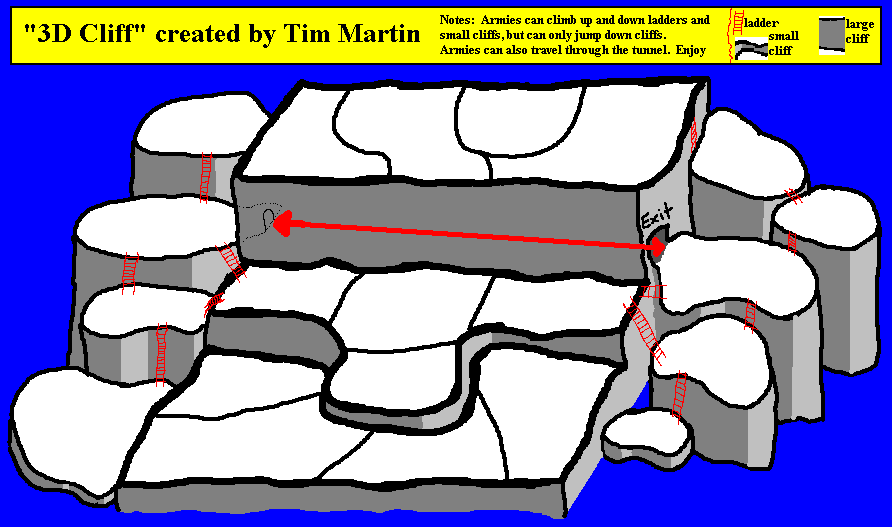 "3D Cliff" created by Tim Martin
Notes:  Armies can climb up and down ladders and
small cliffs, but can only jump down cliffs.
Armies can also travel through the tunnel.  Enjoy
ladder
small
cliff
large
cliff
Exit